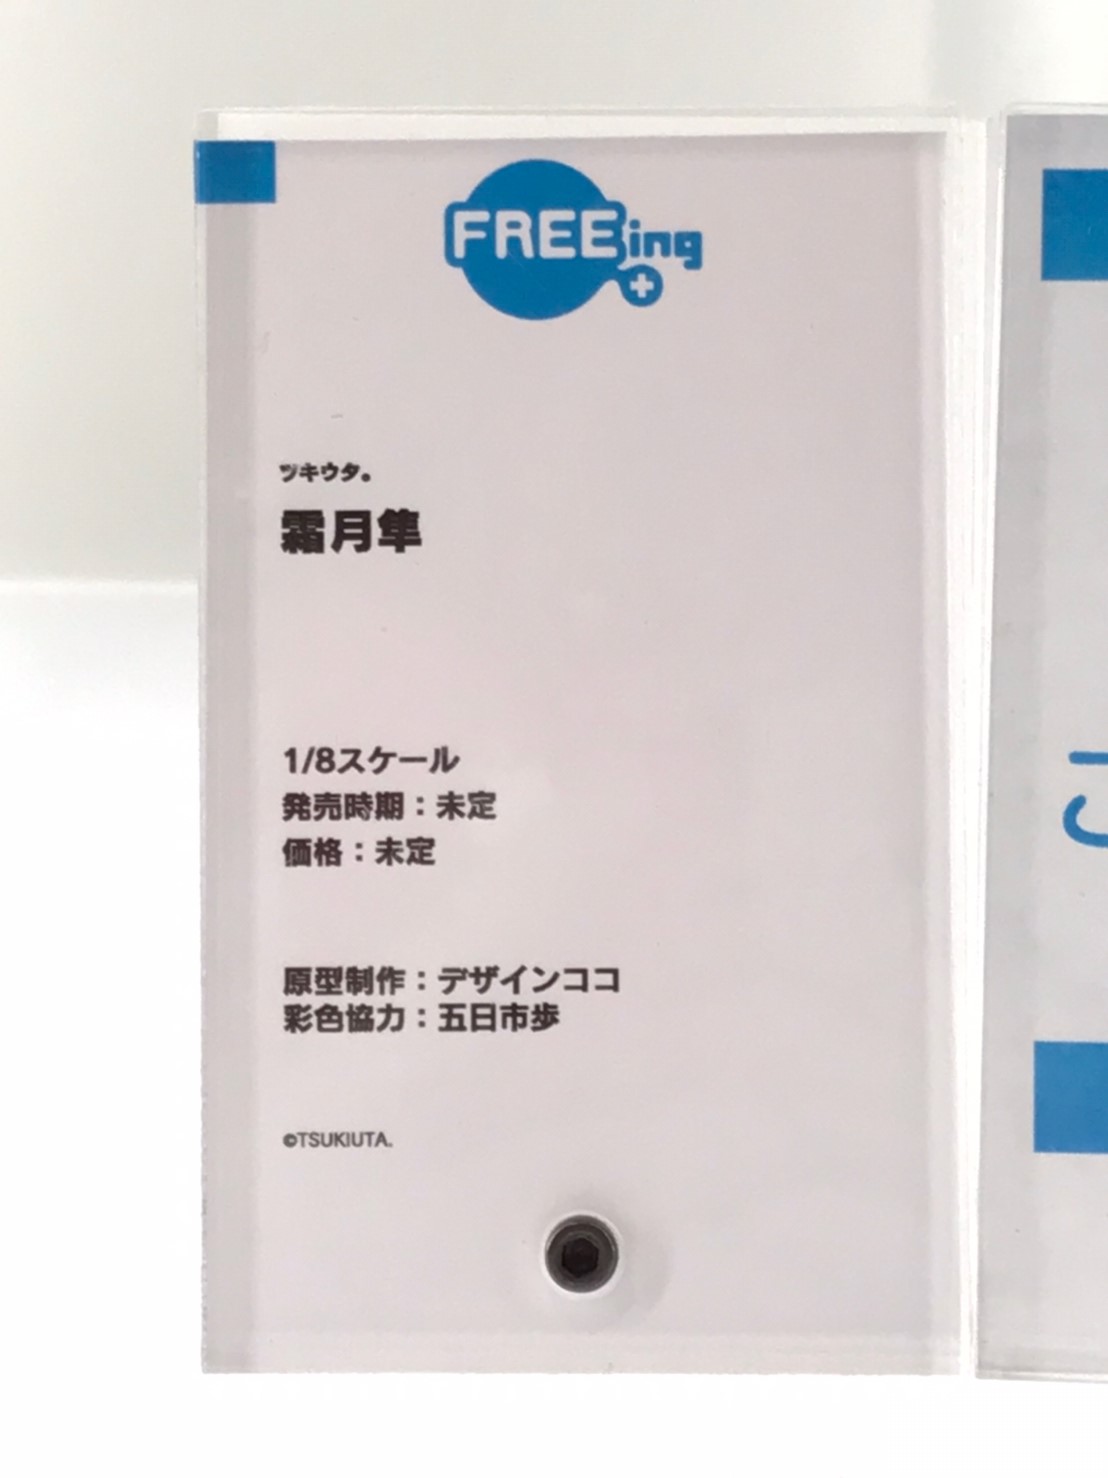 FREEing
ツキウタ。
霜月隼
1/8スケール
発売時期：未定
価格：未定
原型制作：デザインココ
彩色協力：五日市歩
©TSUKIUTA.